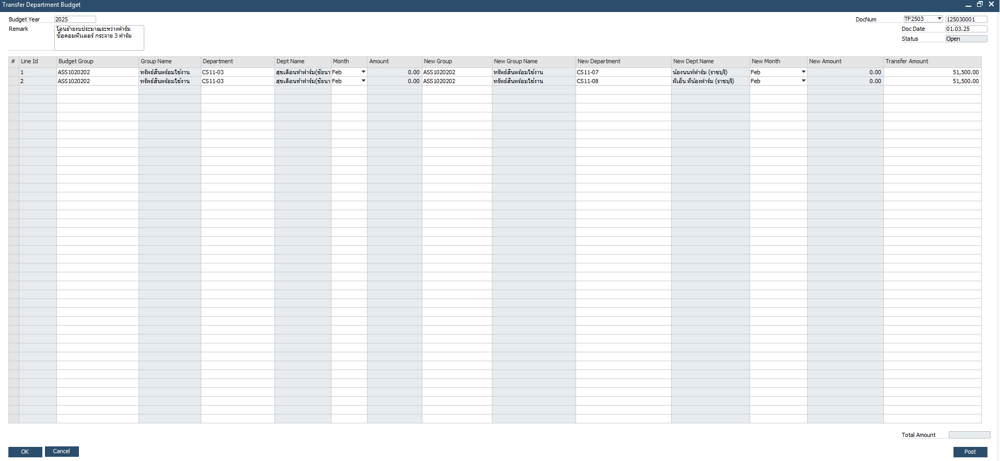 Transfer Department Budget
Budget Year 2025
DocNum TF2503 125030001
Remark โอนย้ายงบประมาณระหว่างฟาร์ม
ซื้อคอมพิวเตอร์ กระจาย 3 ฟาร์ม
Doc Date 01.03.25
Status Open
# Line Id Budget Group Group Name Department Dept Name Month Amount New Group New Group Name New Department New Dept Name New Month New Amount Transfer Amount
1 ASS1020202 ทรัพย์สินพร้อมใช้งาน CS11-03 สุขเดือนห้าฟาร์ม(ชัยนา Feb 0.00 ASS1020202 ทรัพย์สินพร้อมใช้งาน CS11-07 น้องนนท์ฟาร์ม (ราชบุรี) Feb 0.00 51,500.00
2 ASS1020202 ทรัพย์สินพร้อมใช้งาน CS11-03 สุขเดือนห้าฟาร์ม(ชัยนา Feb 0.00 ASS1020202 ทรัพย์สินพร้อมใช้งาน CS11-08 พีเอ็น พี่น้องฟาร์ม (ราชบุรี) Feb 0.00 51,500.00
Total Amount
OK Cancel Post